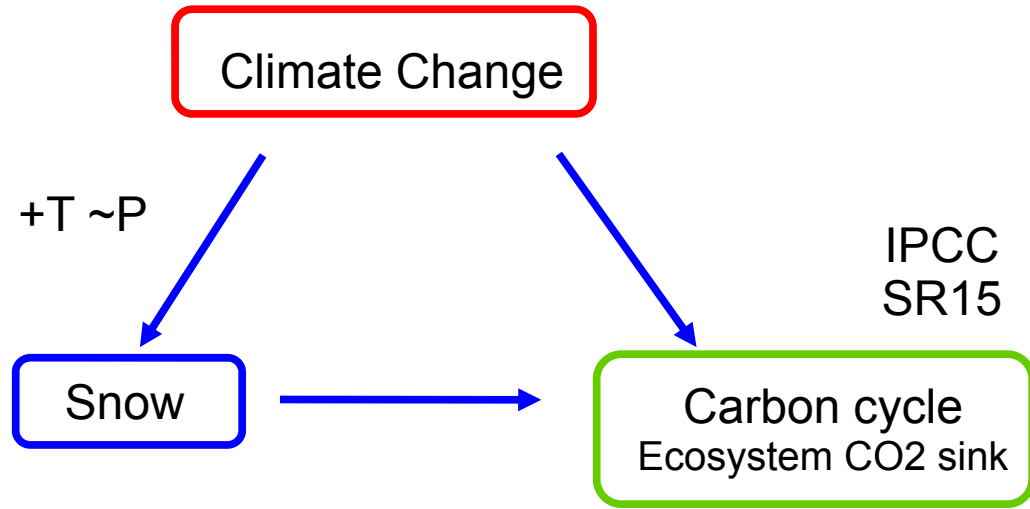 Climate Change
+T ~P
IPCC
SR15
Snow
Carbon cycle
Ecosystem CO2 sink